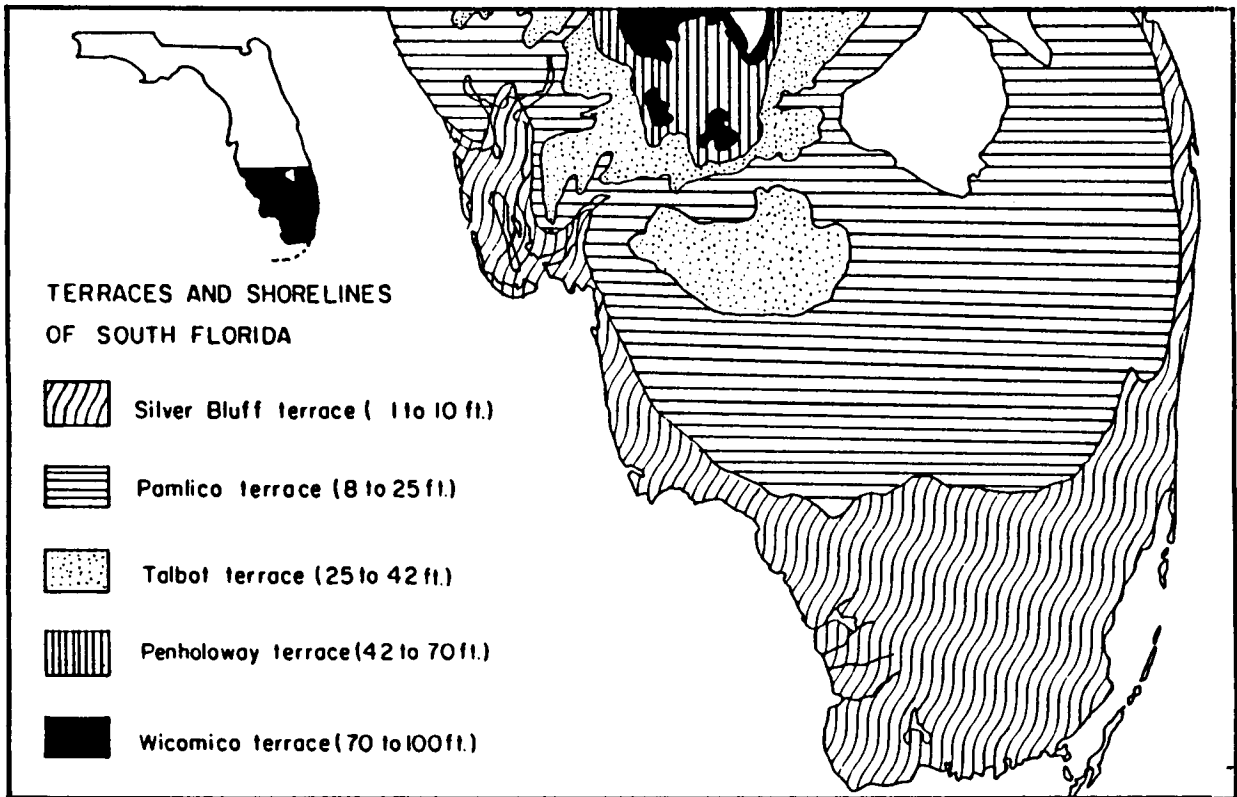 TERRACES AND SHORELINES
OF SOUTH FLORIDA
Silver Bluff terrace ( 1 to 10 ft.)
Pamlico terrace (8 to 25 ft.)
Talbot terrace (25 to 42 ft.)
Penholoway terrace (42 to 70 ft.)
Wicomico terrace (70 to 100 ft.)